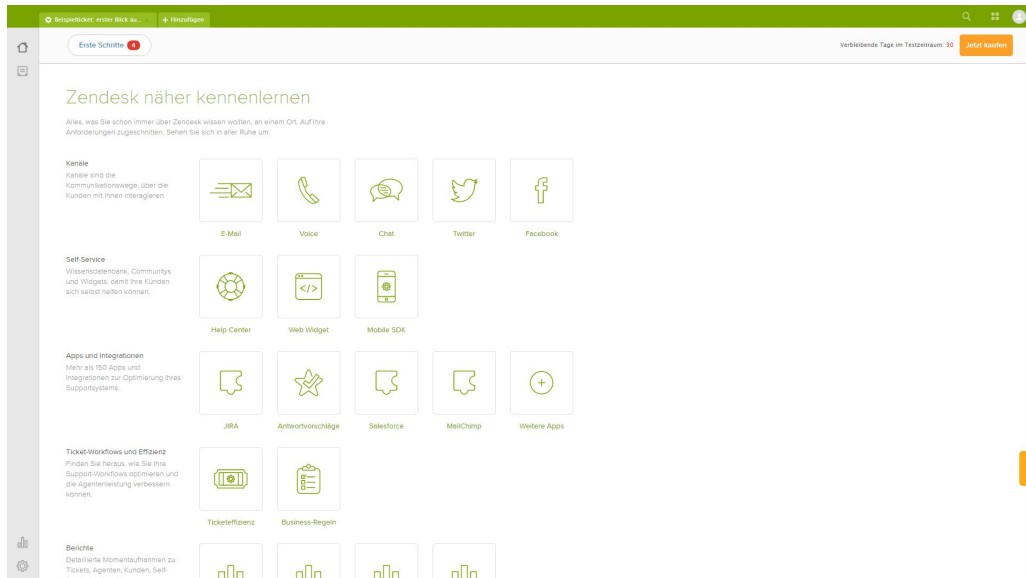 Beispielticket: erster Blick au...
+ Hinzufügen
Erste Schritte 4
Verbleibende Tage im Testzeitraum: 30
Jetzt kaufen
Zendesk näher kennenlernen
Alles, was Sie schon immer über Zendesk wissen wollten, an einem Ort. Auf Ihre
Anforderungen zugeschnitten. Sehen Sie sich in aller Ruhe um.
Kanäle
Kanäle sind die
Kommunikationswege, über die
Kunden mit Ihnen interagieren.
E-Mail
Voice
Chat
Twitter
Facebook
Self-Service
Wissensdatenbank, Communitys
und Widgets, damit Ihre Kunden
sich selbst helfen können.
Help Center
Web Widget
Mobile SDK
Apps und Integrationen
Mehr als 150 Apps und
Integrationen zur Optimierung Ihres
Supportsystems.
JIRA
Antwortvorschläge
Salesforce
MailChimp
Weitere Apps
Ticket-Workflows und Effizienz
Finden Sie heraus, wie Sie Ihre
Support-Workflows optimieren und
die Agentenleistung verbessern
können.
Ticketeffizienz
Business-Regeln
Berichte
Detaillierte Momentaufnahmen zu
Tickets, Agenten, Kunden, Self-